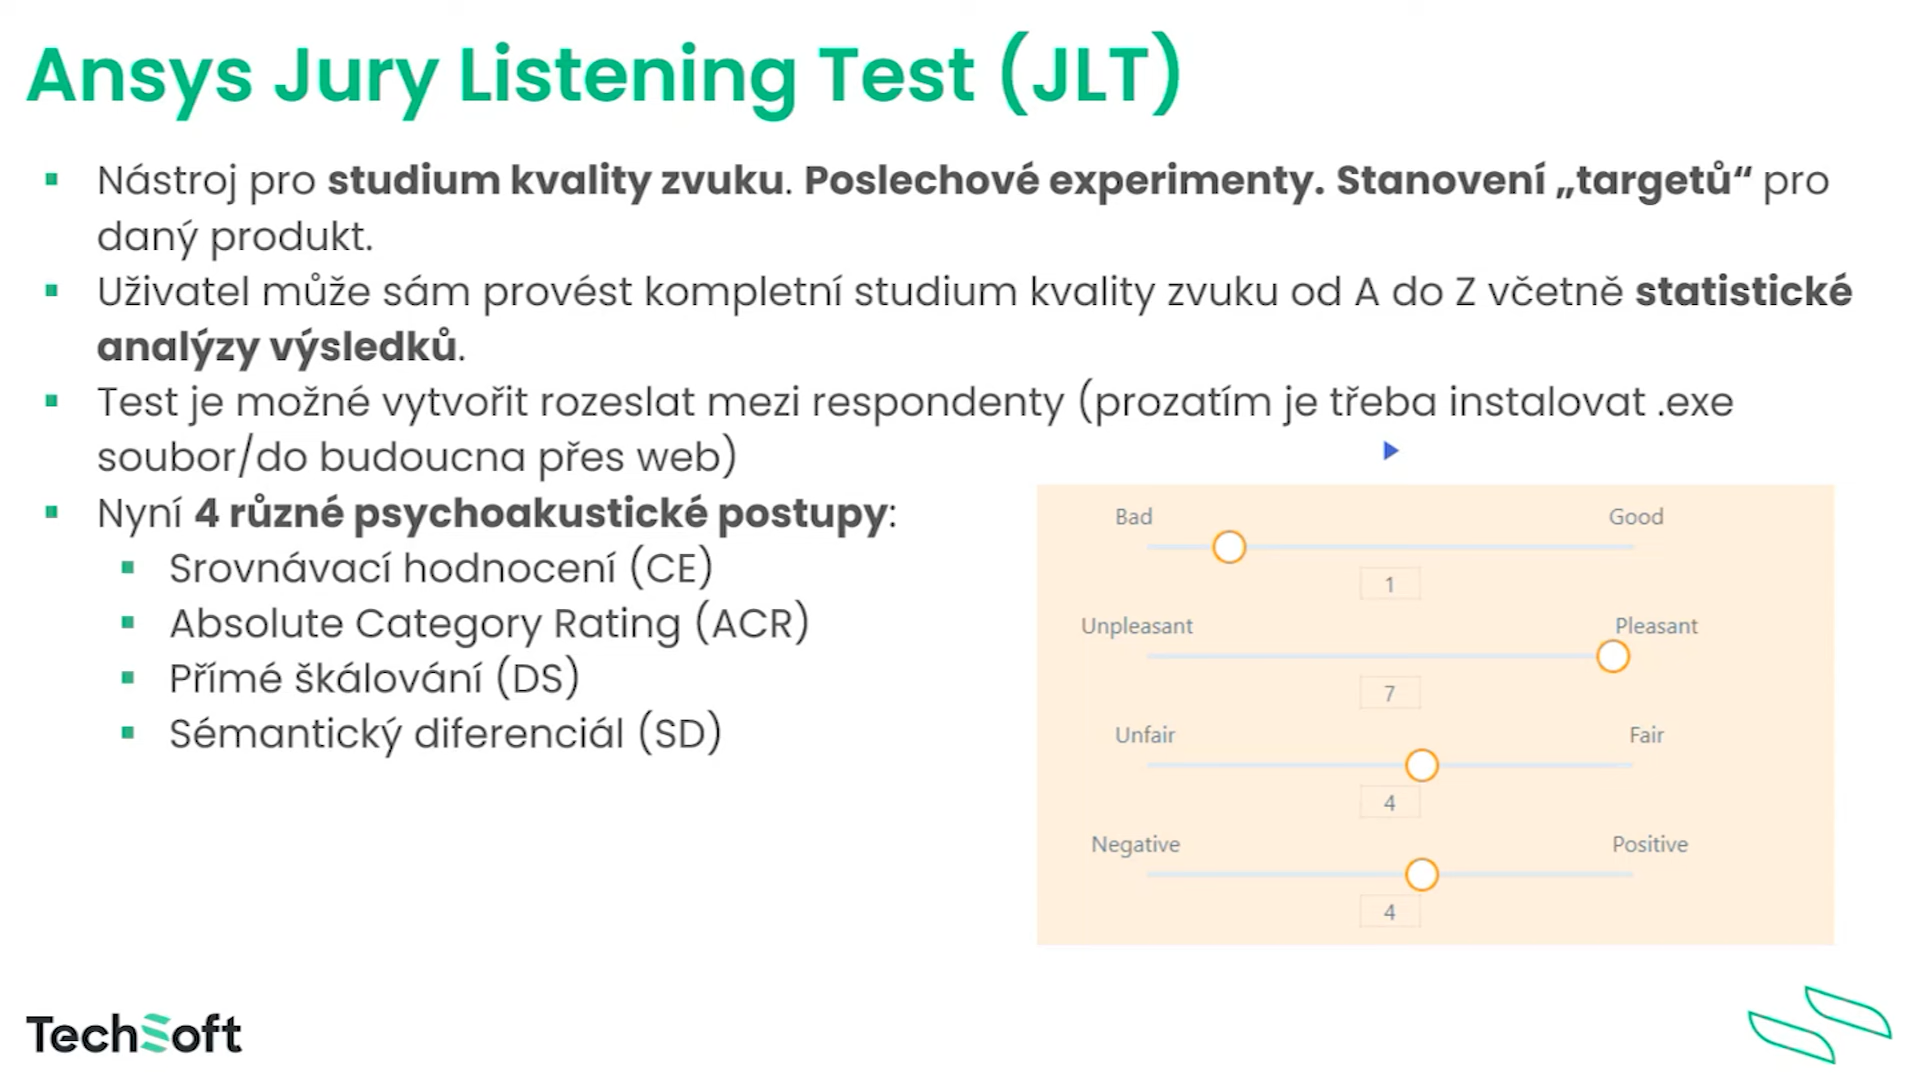 Ansys Jury Listening Test (JLT)
Nástroj pro studium kvality zvuku. Poslechové experimenty. Stanovení „targetů“ pro
daný produkt.
Uživatel může sám provést kompletní studium kvality zvuku od A do Z včetně statistické
analýzy výsledků.
Test je možné vytvořit rozeslat mezi respondenty (prozatím je třeba instalovat .exe
soubor/do budoucna přes web)
Nyní 4 různé psychoakustické postupy:
Srovnávací hodnocení (CE)
Absolute Category Rating (ACR)
Přímé škálování (DS)
Sémantický diferenciál (SD)
Bad Good
1
Unpleasant Pleasant
7
Unfair Fair
4
Negative Positive
4
TechSoft